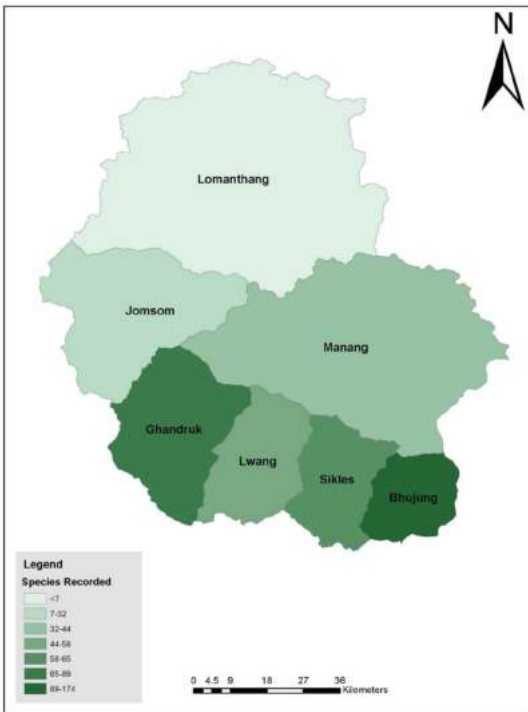 N
Lomanthang
Jomsom
Manang
Ghandruk
Lwang
Sikles
Bhujung
Legend
Species Recorded
<7
7-32
32-44
44-58
58-65
65-89
89-174
0 4.5 9 18 27 36
Kilometers